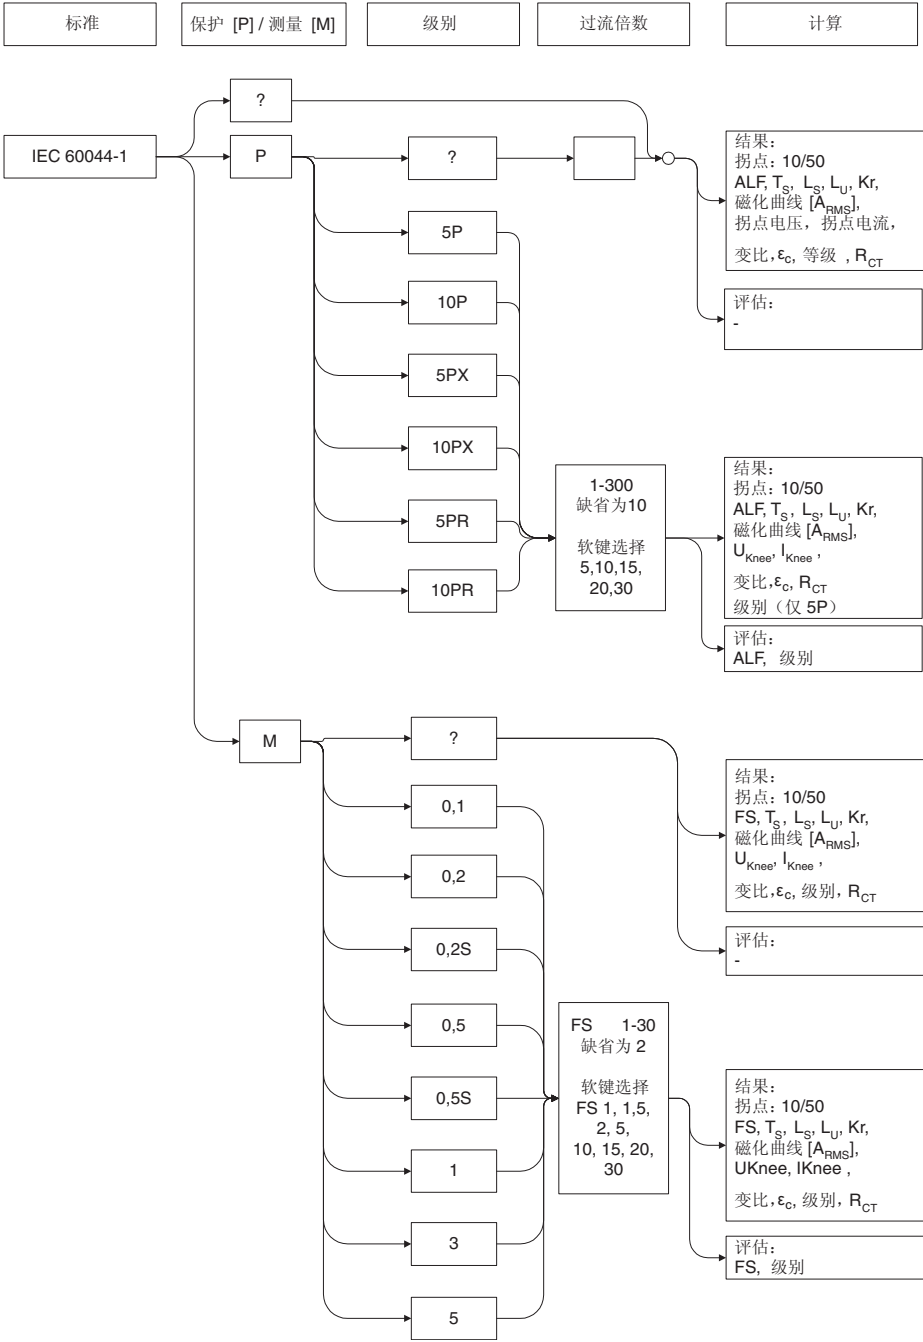 标准
保护 [P] / 测量 [M]
级别
过流倍数
计算
?
IEC 60044-1
P
?
结果：
拐点：10/50
ALF, TS, LS, LU, Kr,
磁化曲线 [ARMS],
拐点电压，拐点电流，
变比,εc, 等级 , RCT
5P
评估：
-
10P
5PX
10PX
5PR
10PR
1-300
缺省为10
软键选择
5,10,15,
20,30
结果：
拐点：10/50
ALF, TS, LS, LU, Kr,
磁化曲线 [ARMS],
UKnee, IKnee ,
变比,εc, RCT
级别（仅 5P）
评估：
ALF, 级别
M
?
0,1
0,2
0,2S
0,5
0,5S
1
3
5
结果：
拐点：10/50
FS, TS, LS, LU, Kr,
磁化曲线 [ARMS],
UKnee, IKnee ,
变比,εc, 级别, RCT
评估：
-
FS 1-30
缺省为 2
软键选择
FS 1, 1,5,
2, 5,
10, 15, 20,
30
结果：
拐点：10/50
FS, TS, LS, LU, Kr,
磁化曲线 [ARMS],
UKnee, IKnee ,
变比,εc, 级别, RCT
评估：
FS, 级别